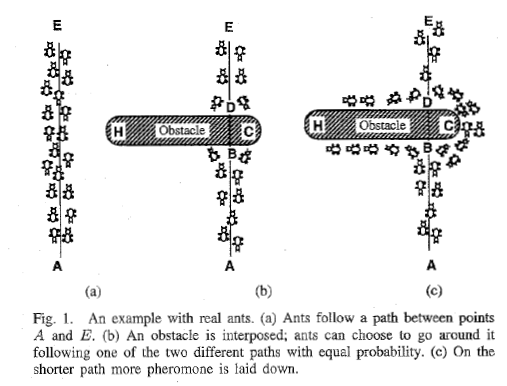 E
E
E
D
D
H
Obstacle
C
H
Obstacle
C
B
B
A
A
A
(a)
(b)
(c)
Fig. 1. An example with real ants. (a) Ants follow a path between points
A and E. (b) An obstacle is interposed; ants can choose to go around it
following one of the two different paths with equal probability. (c) On the
shorter path more pheromone is laid down.